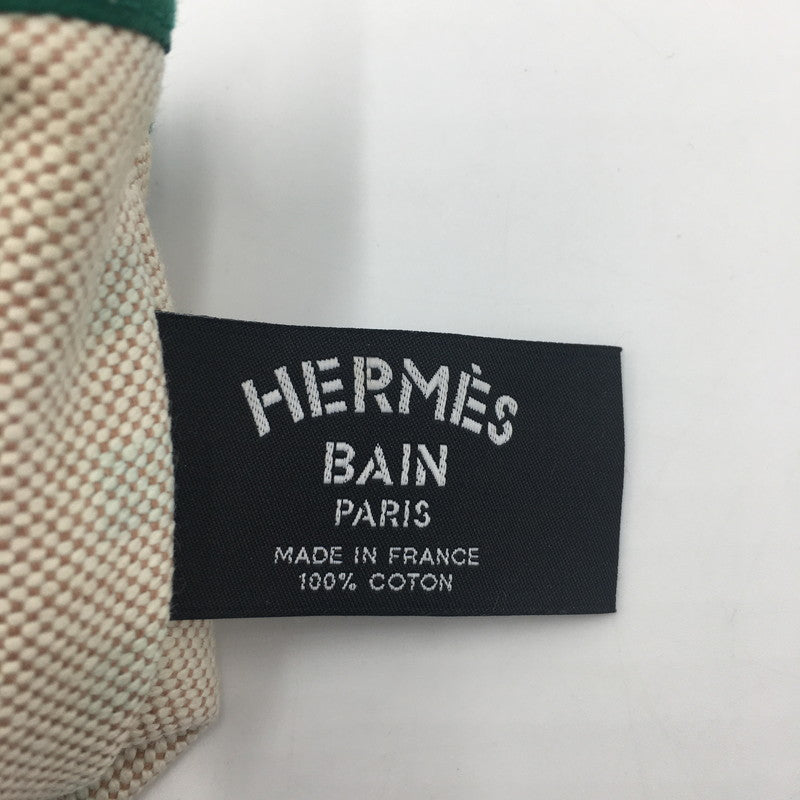 HERMÈS
BAIN
PARIS
MADE IN FRANCE
100% COTON